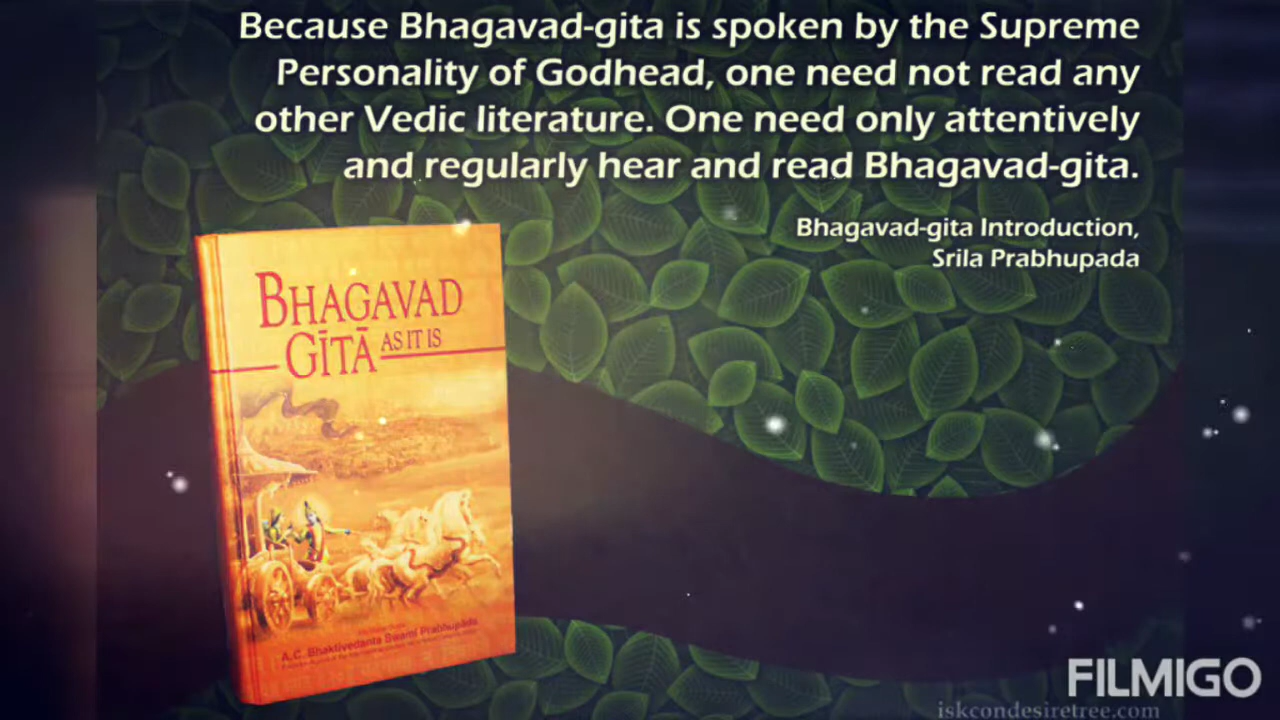 Because Bhagavad-gita is spoken by the Supreme
Personality of Godhead, one need not read any
other Vedic literature. One need only attentively
and regularly hear and read Bhagavad-gita.
Bhagavad-gita Introduction,
Srila Prabhupada
BHAGAVAD
GĪTĀ AS IT IS
A.C. Bhaktivedanta Swami Prabhupāda
FILMIGO
iskcondesiretree.com